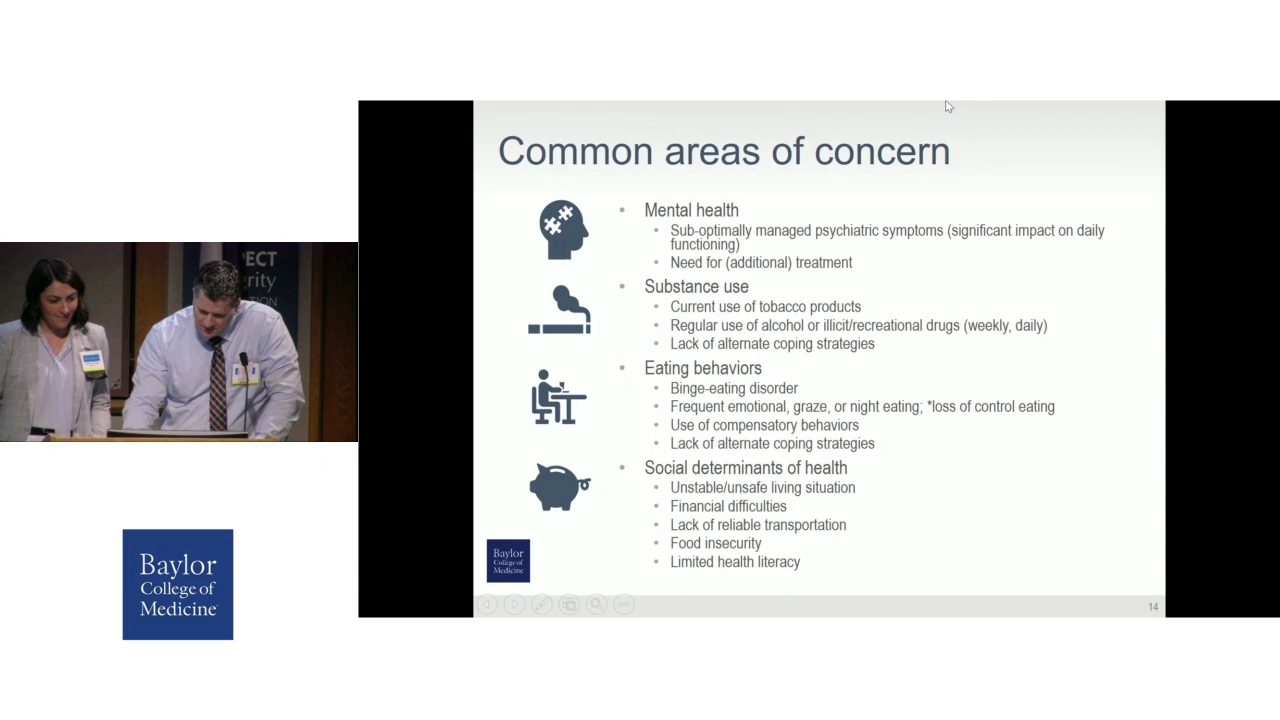 Common areas of concern
• Mental health
• Sub-optimally managed psychiatric symptoms (significant impact on daily
functioning)
• Need for (additional) treatment
• Substance use
• Current use of tobacco products
• Regular use of alcohol or illicit/recreational drugs (weekly, daily)
• Lack of alternate coping strategies
• Eating behaviors
• Binge-eating disorder
• Frequent emotional, graze, or night eating; *loss of control eating
• Use of compensatory behaviors
• Lack of alternate coping strategies
• Social determinants of health
• Unstable/unsafe living situation
• Financial difficulties
• Lack of reliable transportation
• Food insecurity
• Limited health literacy
Baylor
College of
Medicine
14
ECT
rity
TION
Baylor
College of
Medicine